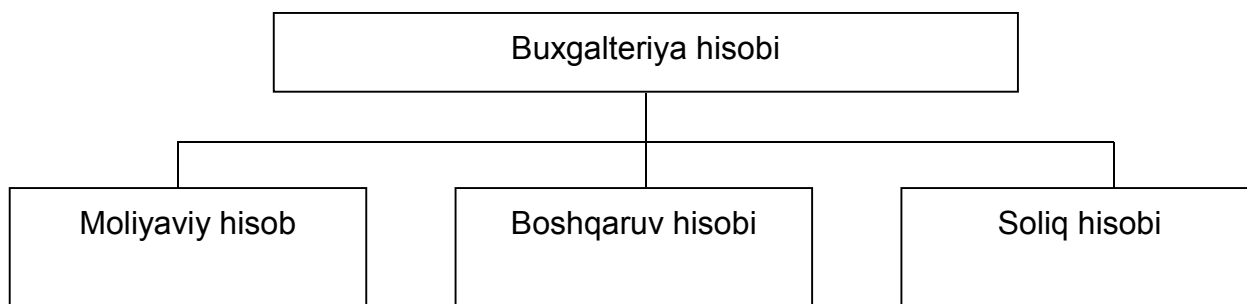 Buxgalteriya hisobi
Moliyaviy hisob
Boshqaruv hisobi
Soliq hisobi